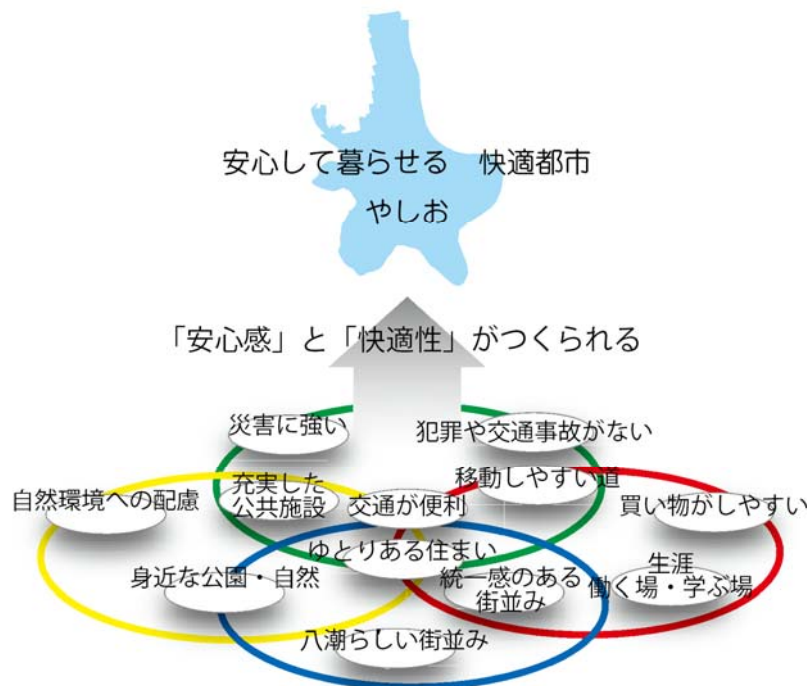 安心して暮らせる　快適都市
やしお
「安心感」と「快適性」がつくられる
災害に強い
犯罪や交通事故がない
自然環境への配慮
充実した
公共施設
交通が便利
移動しやすい道
買い物がしやすい
身近な公園・自然
ゆとりある住まい
統一感のある
街並み
生涯
働く場・学ぶ場
八潮らしい街並み